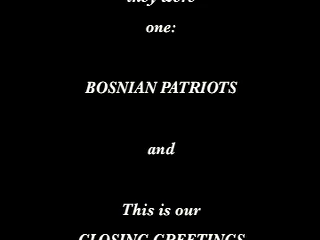 they were
one:
BOSNIAN PATRIOTS
and
This is our
CLOSING GREETINGS